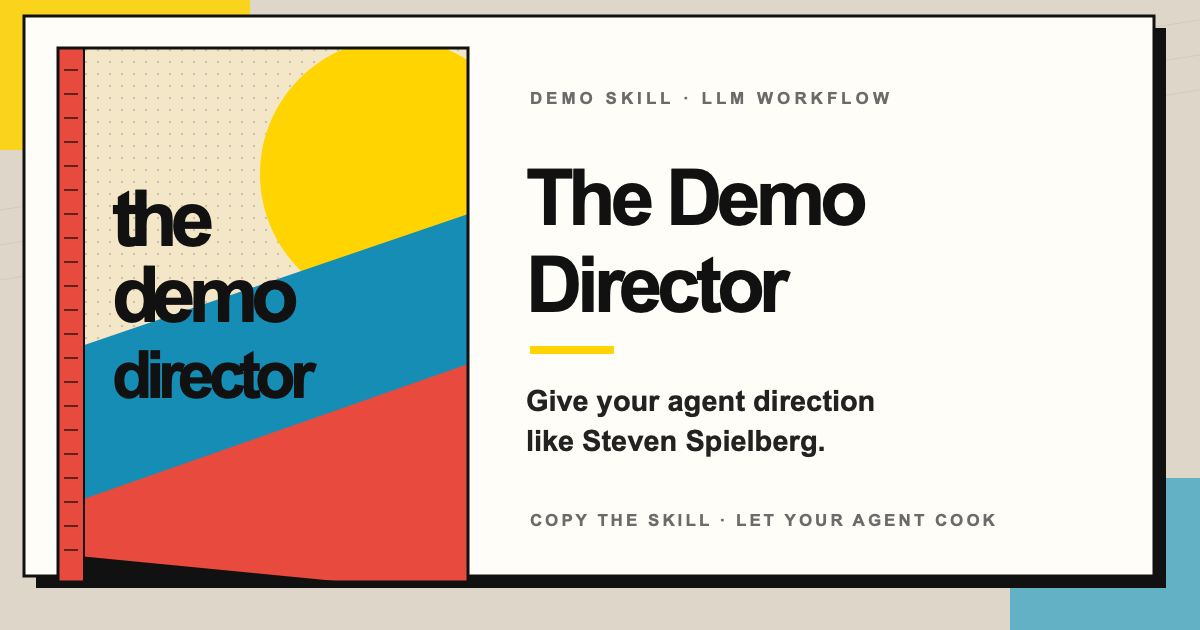 the
demo
director
DEMO SKILL · LLM WORKFLOW
The Demo
Director
Give your agent direction
like Steven Spielberg.
COPY THE SKILL · LET YOUR AGENT COOK